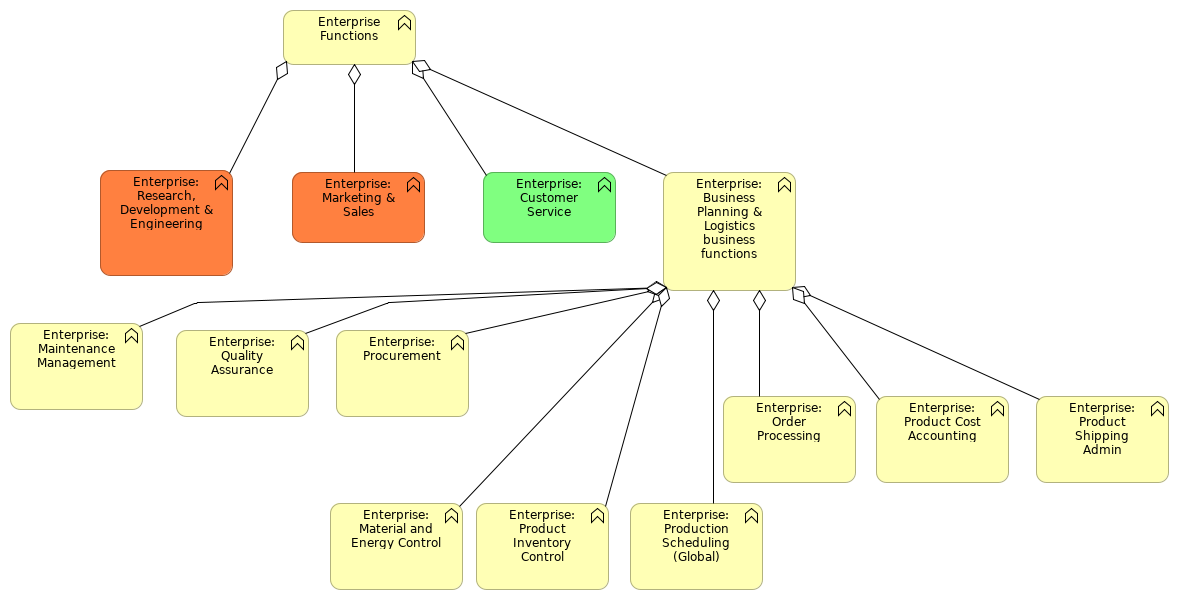 Enterprise
Functions
Enterprise:
Research,
Development &
Engineering
Enterprise:
Marketing &
Sales
Enterprise:
Customer
Service
Enterprise:
Business
Planning &
Logistics
business
functions
Enterprise:
Maintenance
Management
Enterprise:
Quality
Assurance
Enterprise:
Procurement
Enterprise:
Order
Processing
Enterprise:
Product Cost
Accounting
Enterprise:
Product
Shipping
Admin
Enterprise:
Material and
Energy Control
Enterprise:
Product
Inventory
Control
Enterprise:
Production
Scheduling
(Global)